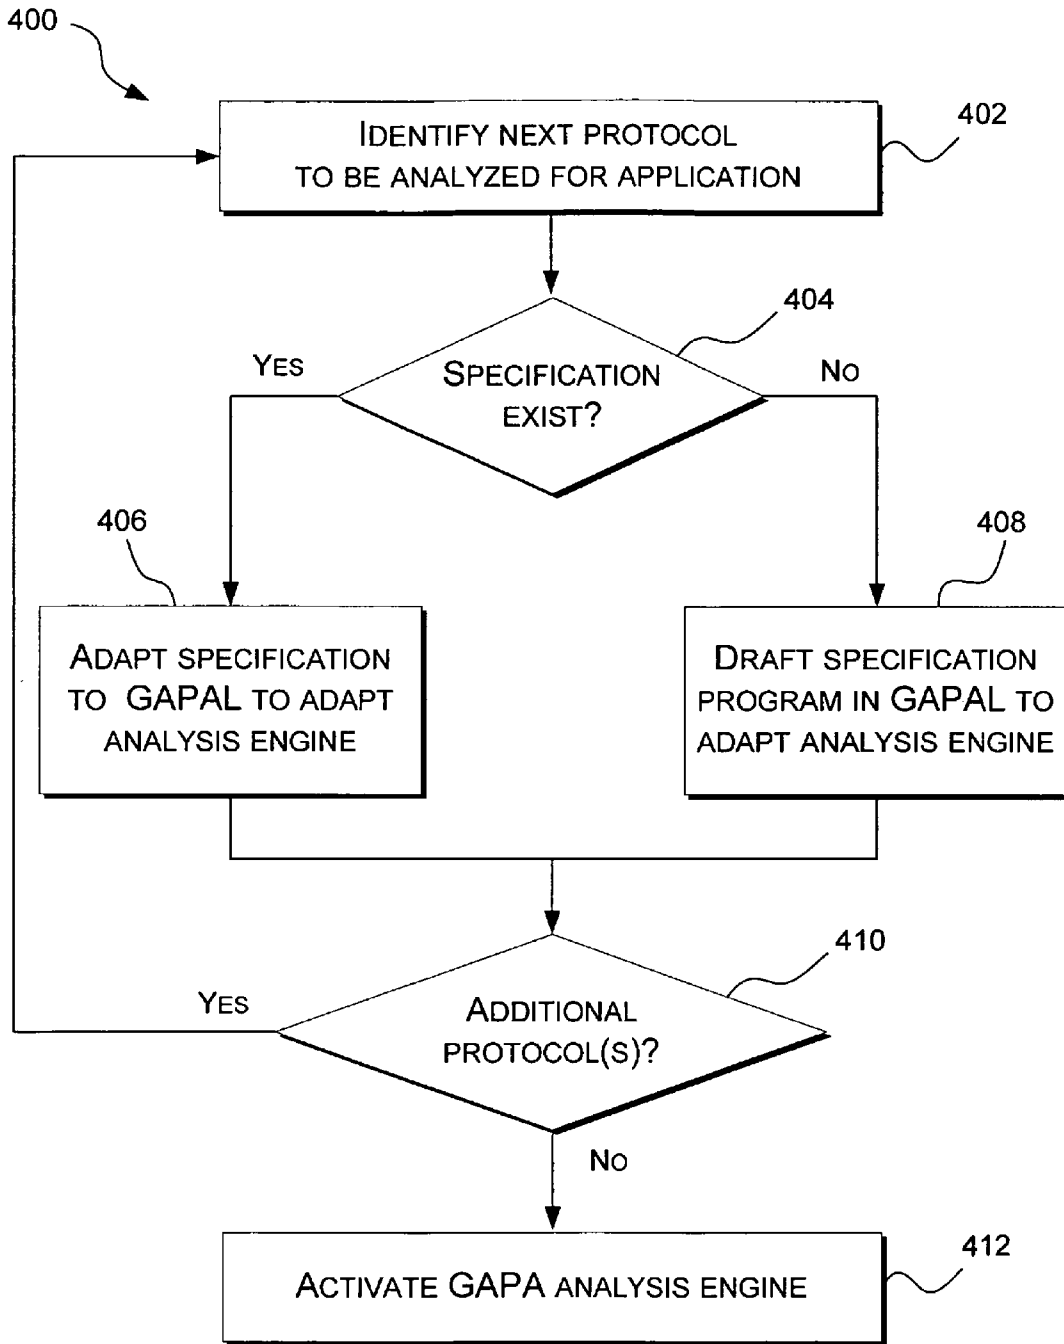 400
402
IDENTIFY NEXT PROTOCOL
TO BE ANALYZED FOR APPLICATION
404
YES
NO
SPECIFICATION
EXIST?
406
408
ADAPT SPECIFICATION
TO GAPAL TO ADAPT
ANALYSIS ENGINE
DRAFT SPECIFICATION
PROGRAM IN GAPAL TO
ADAPT ANALYSIS ENGINE
410
YES
ADDITIONAL
PROTOCOL(S)?
NO
412
ACTIVATE GAPA ANALYSIS ENGINE